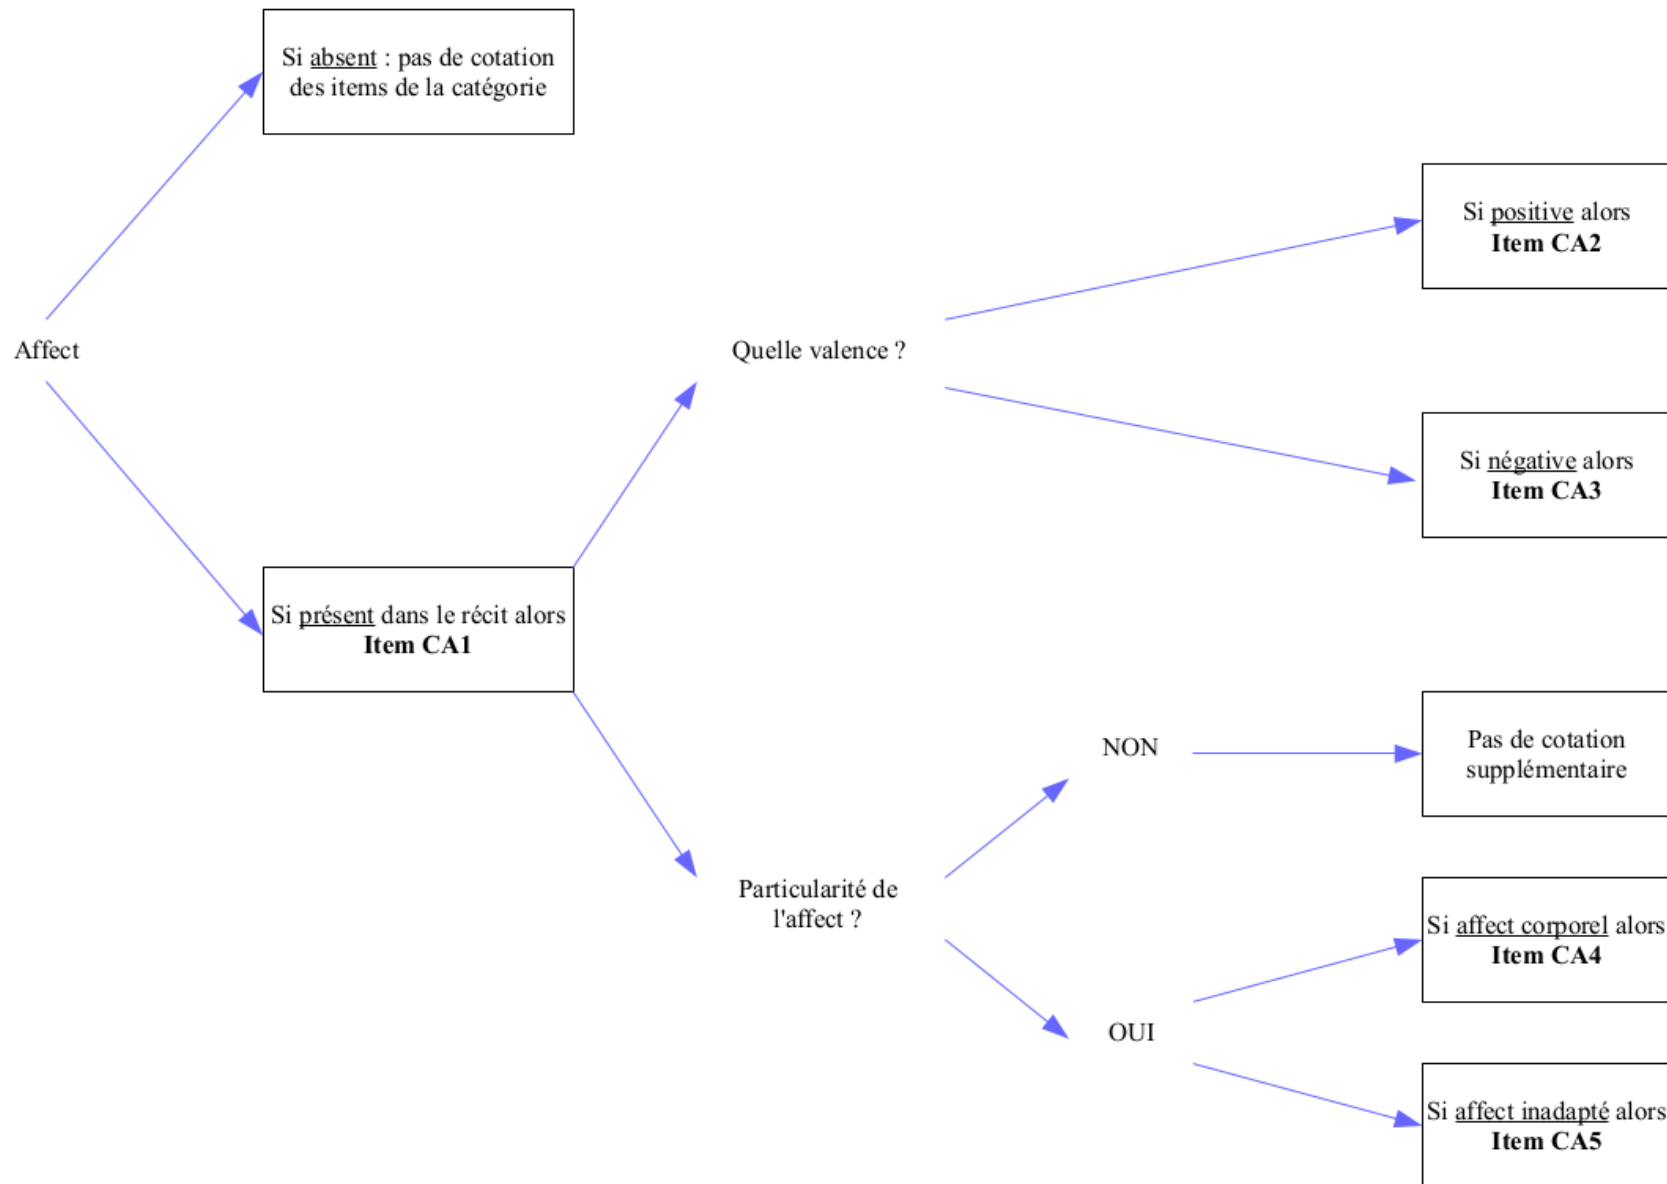 Si absent : pas de cotation
des items de la catégorie
Affect
Si présent dans le récit alors
Item CA1
Quelle valence ?
Si positive alors
Item CA2
Si négative alors
Item CA3
Particularité de
l'affect ?
NON
Pas de cotation
supplémentaire
OUI
Si affect corporel alors
Item CA4
Si affect inadapté alors
Item CA5